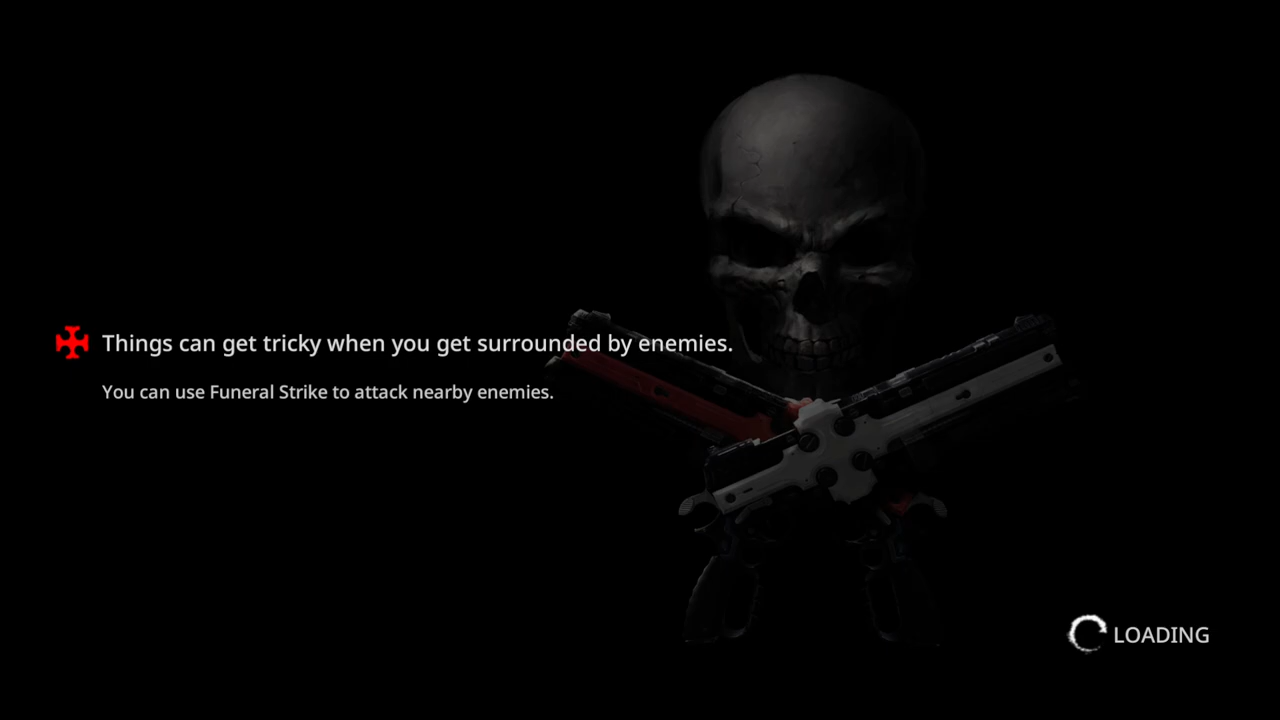 Things can get tricky when you get surrounded by enemies.
You can use Funeral Strike to attack nearby enemies.
LOADING